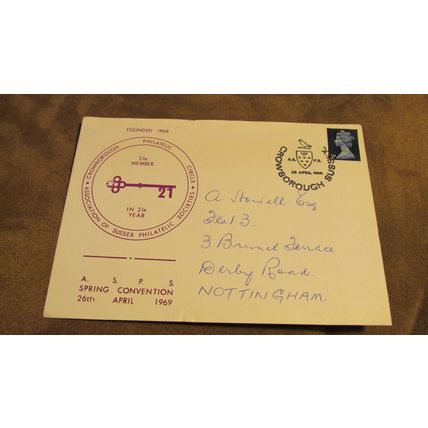 FOUNDED 1968
CROWBOROUGH PHILATELIC CIRCLE
ASSOCIATION OF SUSSEX PHILATELIC SOCIETIES
21st
MEMBER
21
IN 21st
YEAR
A. S. P. S.
SPRING CONVENTION
26th APRIL 1969
A.S. P.S.
26 APRIL 1969
CROWBOROUGH SUSSEX
A. Stowell Esq
Flat 3.
3 Brunel Terrace
Derby Road.
NOTTINGHAM.